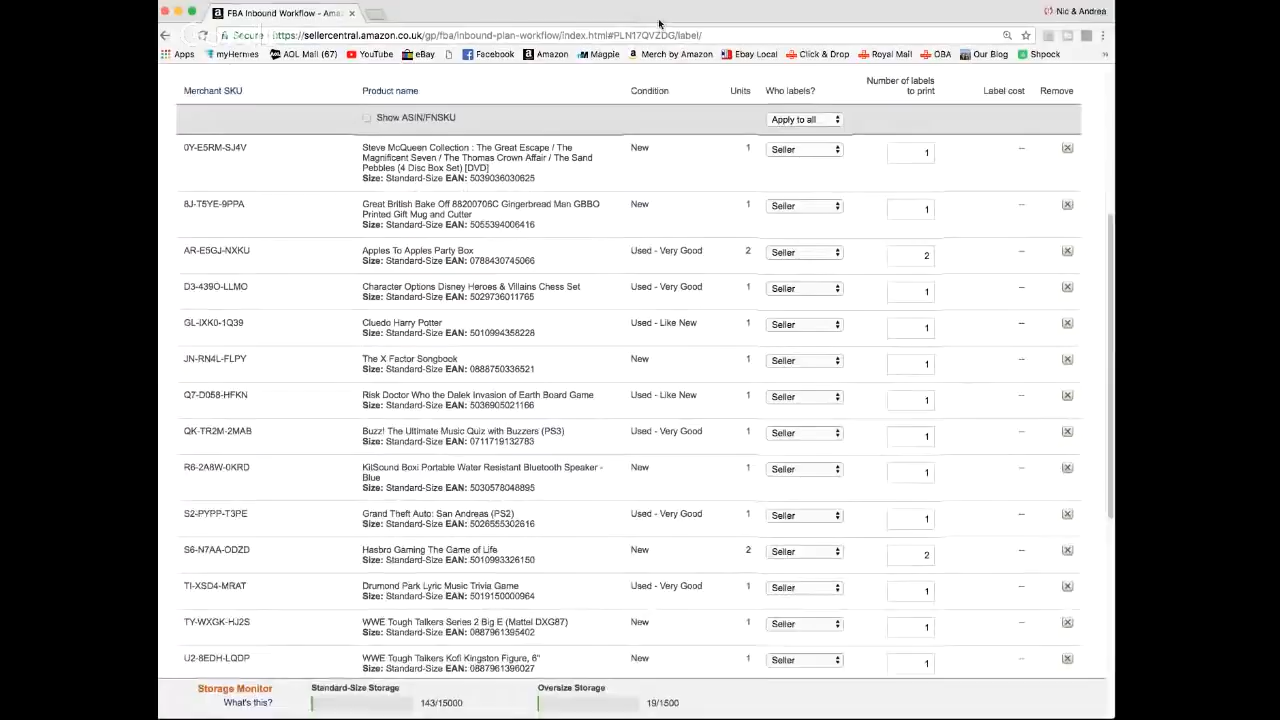 FBA Inbound Workflow - Ama:
Nic & Andrea
Secure https://sellercentral.amazon.co.uk/gp/fba/inbound-plan-workflow/index.html#PLN17QVZDG/label/
Apps myHermes AOL Mail (67) YouTube eBay Facebook Amazon Magpie Merch by Amazon Ebay Local Click & Drop Royal Mail OBA Our Blog Shpock
Merchant SKU Product name Condition Units Who labels? Number of labels to print Label cost Remove
Show ASIN/FNSKU Apply to all
0Y-E5RM-SJ4V Steve McQueen Collection : The Great Escape / The New 1 Seller 1 --
Magnificent Seven / The Thomas Crown Affair / The Sand
Pebbles (4 Disc Box Set) [DVD]
Size: Standard-Size EAN: 5039036030625
8J-T5YE-9PPA Great British Bake Off 88200706C Gingerbread Man GBBO New 1 Seller 1 --
Printed Gift Mug and Cutter
Size: Standard-Size EAN: 5055394006416
AR-E5GJ-NXKU Apples To Apples Party Box Used - Very Good 2 Seller 2 --
Size: Standard-Size EAN: 0788430745066
D3-439O-LLMO Character Options Disney Heroes & Villains Chess Set Used - Very Good 1 Seller 1 --
Size: Standard-Size EAN: 5029736011765
GL-IXK0-1Q39 Cluedo Harry Potter Used - Like New 1 Seller 1 --
Size: Standard-Size EAN: 5010994358228
JN-RN4L-FLPY The X Factor Songbook New 1 Seller 1 --
Size: Standard-Size EAN: 0888750336521
Q7-D058-HFKN Risk Doctor Who the Dalek Invasion of Earth Board Game Used - Like New 1 Seller 1 --
Size: Standard-Size EAN: 5036905021166
QK-TR2M-2MAB Buzz! The Ultimate Music Quiz with Buzzers (PS3) Used - Very Good 1 Seller 1 --
Size: Standard-Size EAN: 0711719132783
R6-2A8W-0KRD KitSound Boxi Portable Water Resistant Bluetooth Speaker - New 1 Seller 1 --
Blue
Size: Standard-Size EAN: 5030578048895
S2-PYPP-T3PE Grand Theft Auto: San Andreas (PS2) Used - Very Good 1 Seller 1 --
Size: Standard-Size EAN: 5026555302616
S6-N7AA-ODZD Hasbro Gaming The Game of Life New 2 Seller 2 --
Size: Standard-Size EAN: 5010993326150
TI-XSD4-MRAT Drumond Park Lyric Music Trivia Game Used - Very Good 1 Seller 1 --
Size: Standard-Size EAN: 5019150000964
TY-WXGK-HJ2S WWE Tough Talkers Series 2 Big E (Mattel DXG87) New 1 Seller 1 --
Size: Standard-Size EAN: 0887961395402
U2-8EDH-LQDP WWE Tough Talkers Kofi Kingston Figure, 6" New 1 Seller 1 --
Size: Standard-Size EAN: 0887961396027
Storage Monitor Standard-Size Storage Oversize Storage
What's this? 143/15000 19/1500